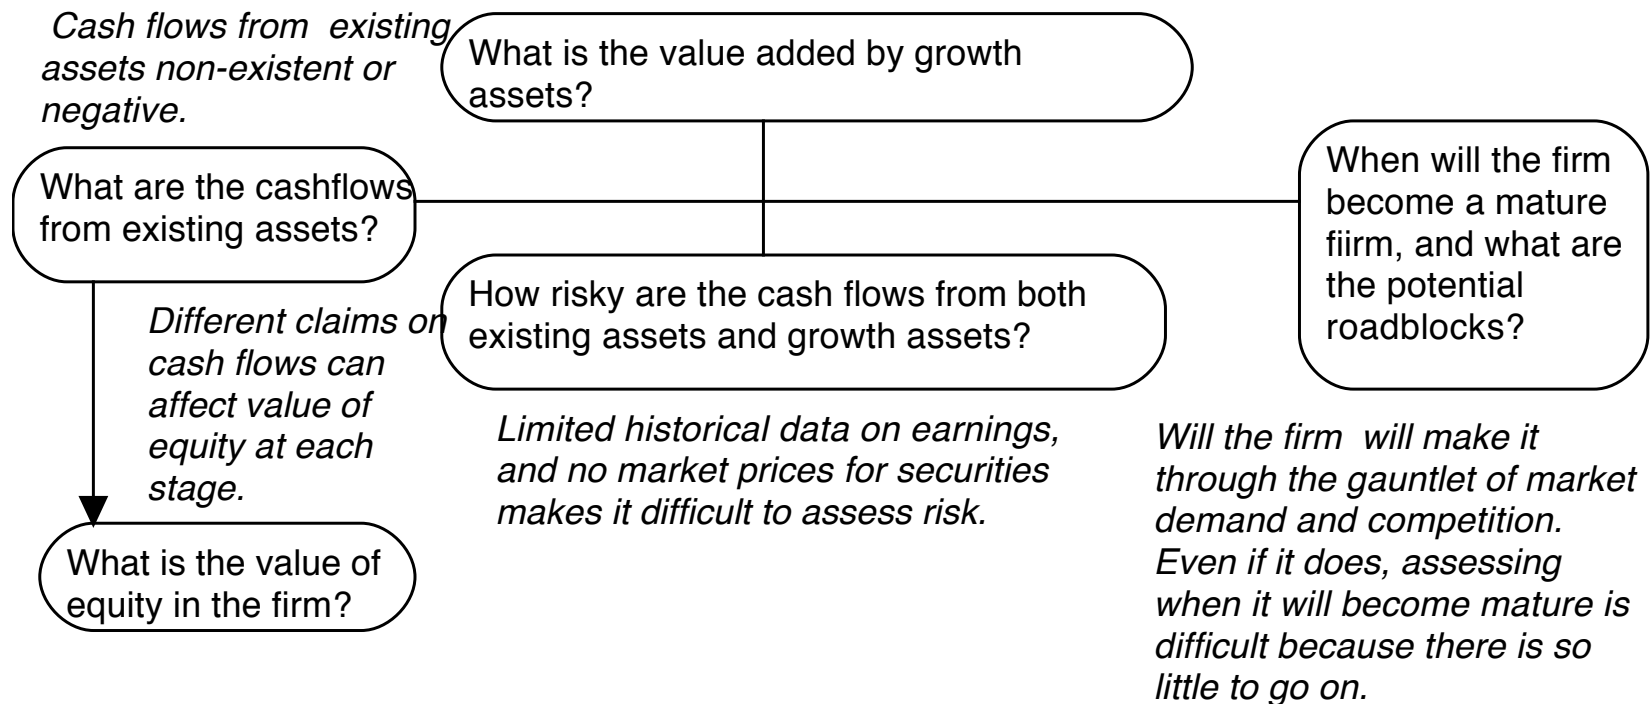 Cash flows from  existing
assets non-existent or
negative.
What is the value added by growth
assets?
What are the cashflows
from existing assets?
When will the firm
become a mature
fiirm, and what are
the potential
roadblocks?
How risky are the cash flows from both
existing assets and growth assets?
Different claims on
cash flows can
affect value of
equity at each
stage.
Limited historical data on earnings,
and no market prices for securities
makes it difficult to assess risk.
Will the firm  will make it
through the gauntlet of market
demand and competition.
Even if it does, assessing
when it will become mature is
difficult because there is so
little to go on.
What is the value of
equity in the firm?